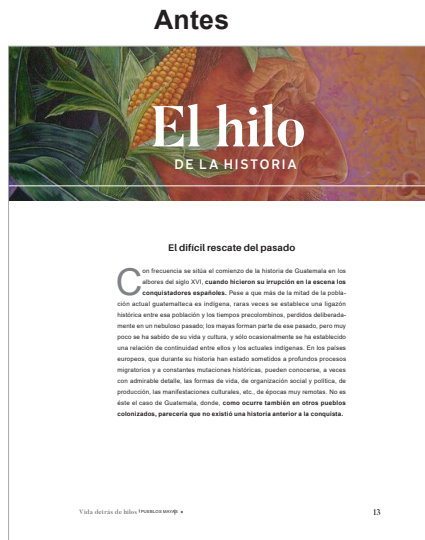 Antes
El hilo
DE LA HISTORIA
El difícil rescate del pasado
Con frecuencia se sitúa el comienzo de la historia de Guatemala en los
albores del siglo XVI, cuando hicieron su irrupción en la escena los
conquistadores españoles. Pese a que más de la mitad de la pobla-
ción actual guatemalteca es indígena, raras veces se establece una ligazón
histórica entre esa población y los tiempos precolombinos, perdidos deliberada-
mente en un nebuloso pasado; los mayas forman parte de ese pasado, pero muy
poco se ha sabido de su vida y cultura, y sólo ocasionalmente se ha establecido
una relación de continuidad entre ellos y los actuales indígenas. En los países
europeos, que durante su historia han estado sometidos a profundos procesos
migratorios y a constantes mutaciones históricas, pueden conocerse, a veces
con admirable detalle, las formas de vida, de organización social y política, de
producción, las manifestaciones culturales, etc., de épocas muy remotas. No es
éste el caso de Guatemala, donde, como ocurre también en otros pueblos
colonizados, parecería que no existió una historia anterior a la conquista.
Vida detrás de hilos | PUEBLOS MAYAS 13